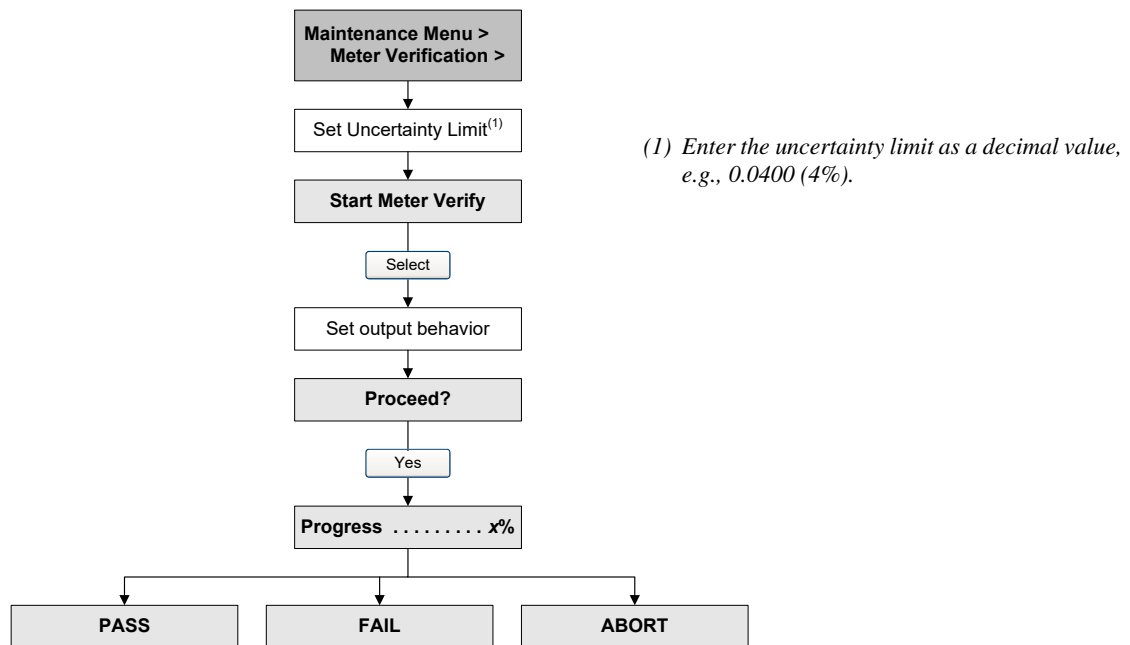 Maintenance Menu >
Meter Verification >
Set Uncertainty Limit(1)
(1) Enter the uncertainty limit as a decimal value,
e.g., 0.0400 (4%).
Start Meter Verify
Select
Set output behavior
Proceed?
Yes
Progress . . . . . . . . . x%
PASS
FAIL
ABORT